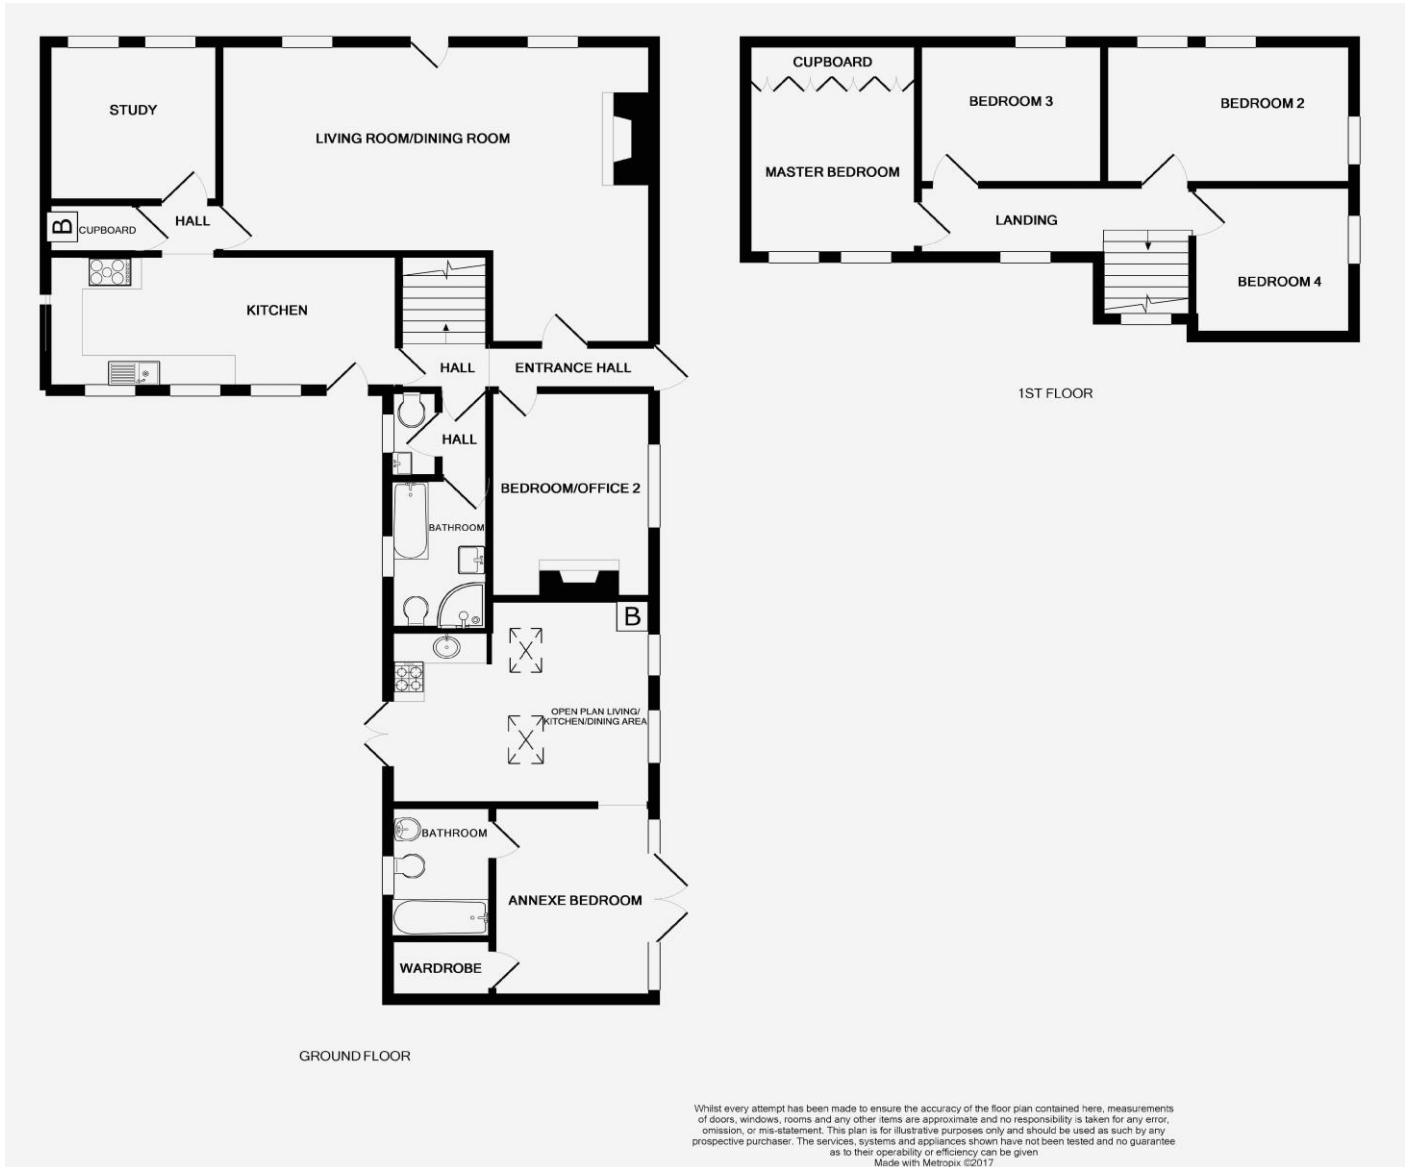 STUDY
LIVING ROOM/DINING ROOM
B
CUPBOARD
HALL
KITCHEN
HALL
ENTRANCE HALL
HALL
BEDROOM/OFFICE 2
BATHROOM
B
OPEN PLAN LIVING/
KITCHEN/DINING AREA
BATHROOM
ANNEXE BEDROOM
WARDROBE
GROUND FLOOR
CUPBOARD
BEDROOM 3
BEDROOM 2
MASTER BEDROOM
LANDING
BEDROOM 4
1ST FLOOR
Whilst every attempt has been made to ensure the accuracy of the floor plan contained here, measurements
of doors, windows, rooms and any other items are approximate and no responsibility is taken for any error,
omission, or mis-statement. This plan is for illustrative purposes only and should be used as such by any
prospective purchaser. The services, systems and appliances shown have not been tested and no guarantee
as to their operability or efficiency can be given
Made with Metropix ©2017